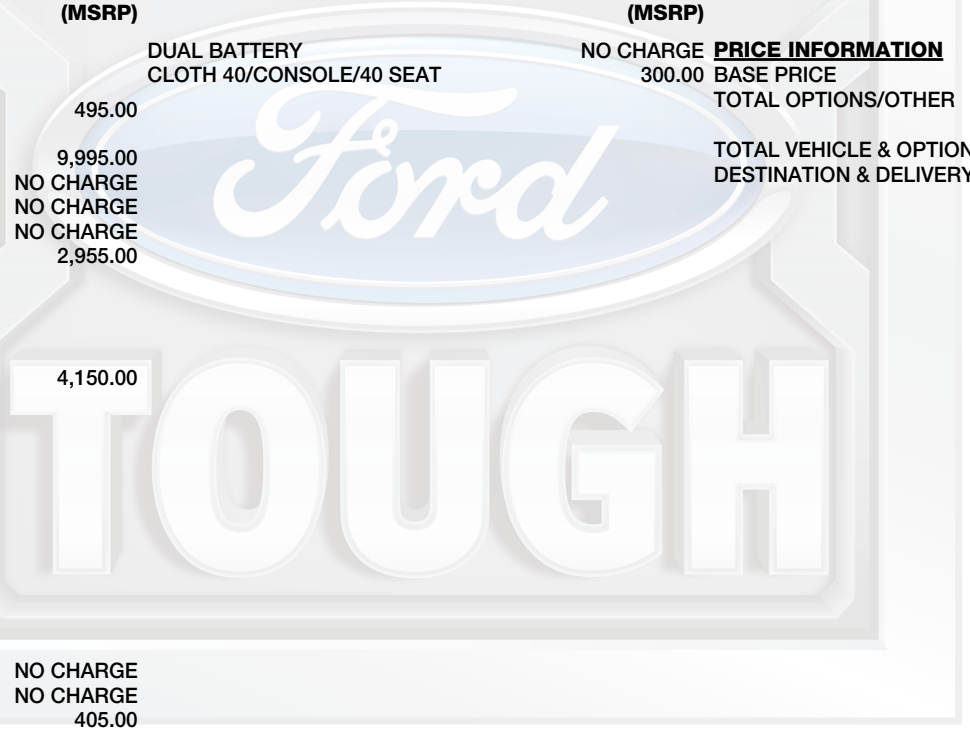 (MSRP) (MSRP)
DUAL BATTERY NO CHARGE PRICE INFORMATION
CLOTH 40/CONSOLE/40 SEAT 300.00 BASE PRICE
495.00 TOTAL OPTIONS/OTHER
9,995.00 TOTAL VEHICLE & OPTION
NO CHARGE DESTINATION & DELIVERY
NO CHARGE
NO CHARGE
2,955.00
Ford
4,150.00
TOUGH
NO CHARGE
NO CHARGE
405.00